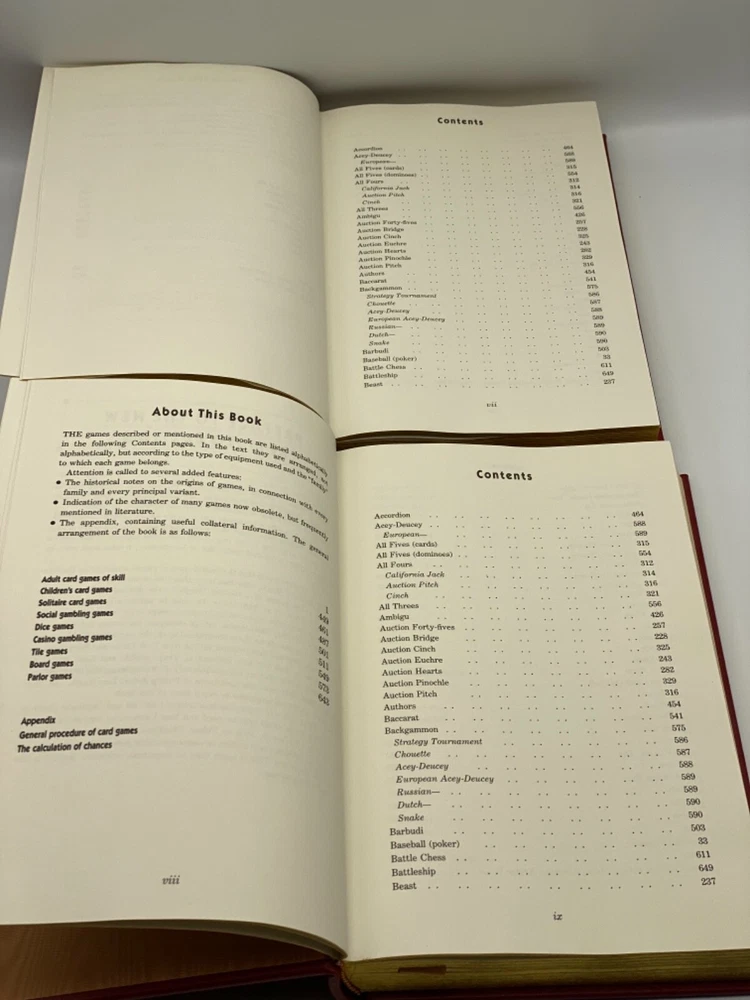 Contents
Accordion 464
Acey-Deucey 588
European— 589
All Fives (cards) 315
All Fives (dominoes) 554
All Fours 312
California Jack 314
Auction Pitch 316
Cinch 321
All Threes 556
Ambigu 426
Auction Forty-fives 257
Auction Bridge 228
Auction Cinch 325
Auction Euchre 243
Auction Hearts 282
Auction Pinochle 329
Auction Pitch 316
Authors 454
Baccarat 541
Backgammon 575
Strategy Tournament 586
Chouette 587
Acey-Deucey 588
European Acey-Deucey 589
Russian— 589
Dutch— 590
Snake 590
Barbudi 503
Baseball (poker) 33
Battle Chess 611
Battleship 649
Beast 237
vii
About This Book
THE games described or mentioned in this book are listed alphabetically
in the following Contents pages. In the text they are arranged, not
alphabetically, but according to the type of equipment used and the "family"
to which each game belongs.
Attention is called to several added features:
• The historical notes on the origins of games, in connection with every
family and every principal variant.
• Indication of the character of many games now obsolete, but frequently
mentioned in literature.
• The appendix, containing useful collateral information. The general
arrangement of the book is as follows:
Adult card games of skill 1
Children's card games 449
Solitaire card games 461
Social gambling games 487
Dice games 501
Casino gambling games 511
Tile games 549
Board games 573
Parlor games 642
Appendix
General procedure of card games
The calculation of chances
viii
Contents
Accordion 464
Acey-Deucey 588
European— 589
All Fives (cards) 315
All Fives (dominoes) 554
All Fours 312
California Jack 314
Auction Pitch 316
Cinch 321
All Threes 556
Ambigu 426
Auction Forty-fives 257
Auction Bridge 228
Auction Cinch 325
Auction Euchre 243
Auction Hearts 282
Auction Pinochle 329
Auction Pitch 316
Authors 454
Baccarat 541
Backgammon 575
Strategy Tournament 586
Chouette 587
Acey-Deucey 588
European Acey-Deucey 589
Russian— 589
Dutch— 590
Snake 590
Barbudi 503
Baseball (poker) 33
Battle Chess 611
Battleship 649
Beast 237
ix